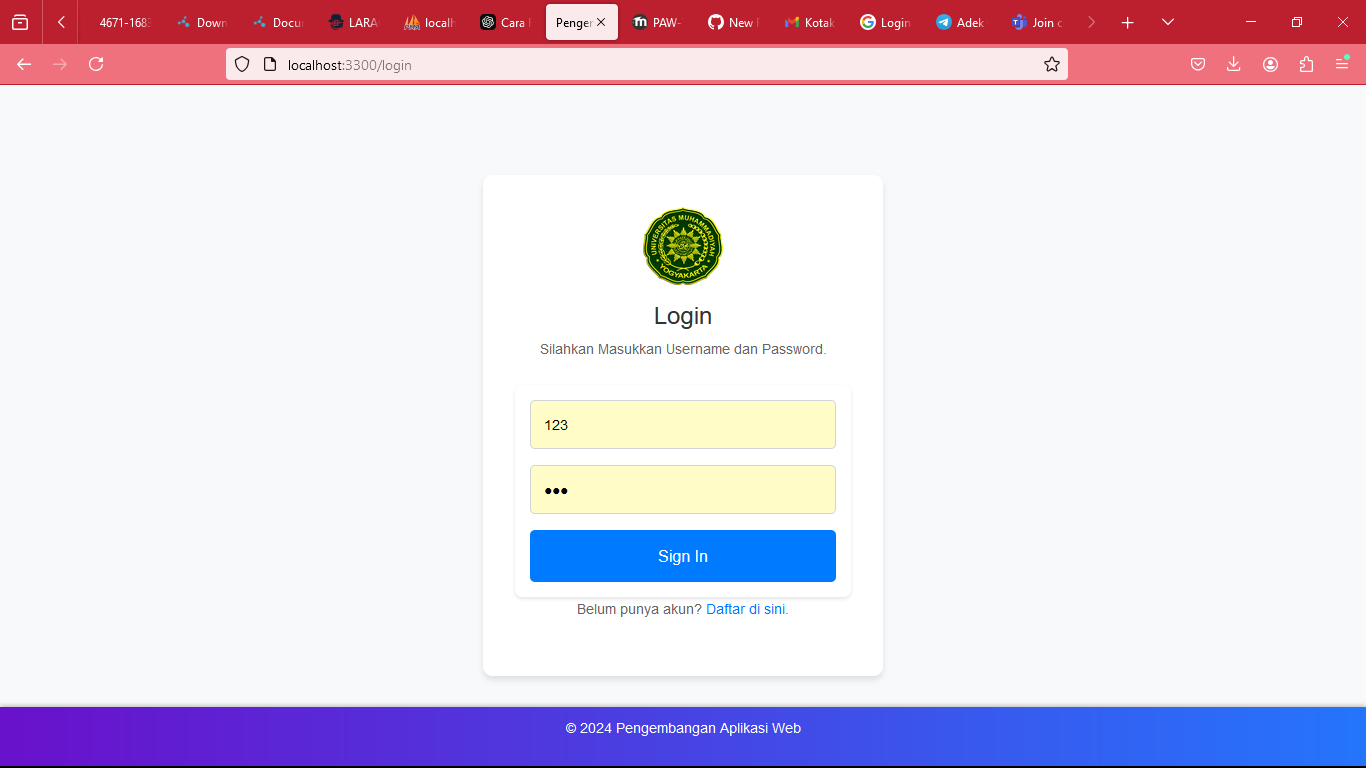 4671-168
Down
Docu
LARA
localh
Cara
Penger
PAW-
New
Kotak
Login
Adek
Join
localhost:3300/login
UNIVERSITAS MUHAMMADIYAH
YOGYAKARTA
Login
Silahkan Masukkan Username dan Password.
123
•••
Sign In
Belum punya akun? Daftar di sini.
© 2024 Pengembangan Aplikasi Web